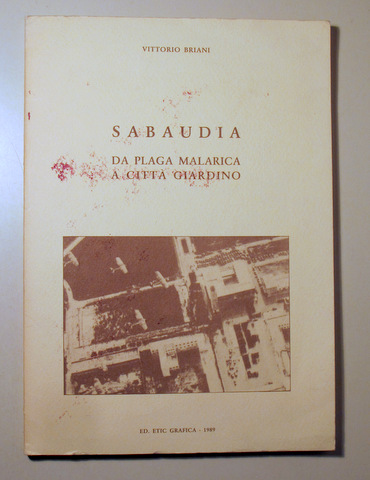 VITTORIO BRIANI
SABAUDIA
DA PLAGA MALARICA
A CITTÀ GIARDINO
ED. ETIC GRAFICA - 1989